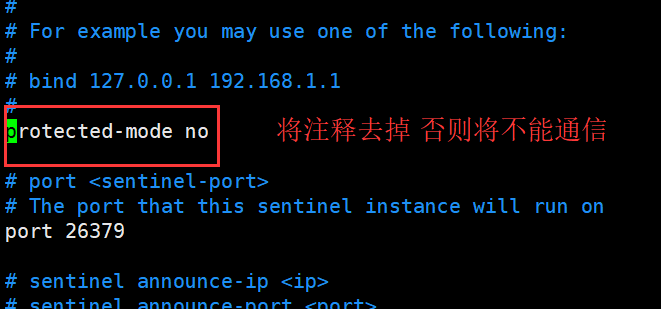 #
# For example you may use one of the following:
#
# bind 127.0.0.1 192.168.1.1
#
protected-mode no 将注释去掉 否则将不能通信
# port <sentinel-port>
# The port that this sentinel instance will run on
port 26379
# sentinel announce-ip <ip>
# sentinel announce-port <port>